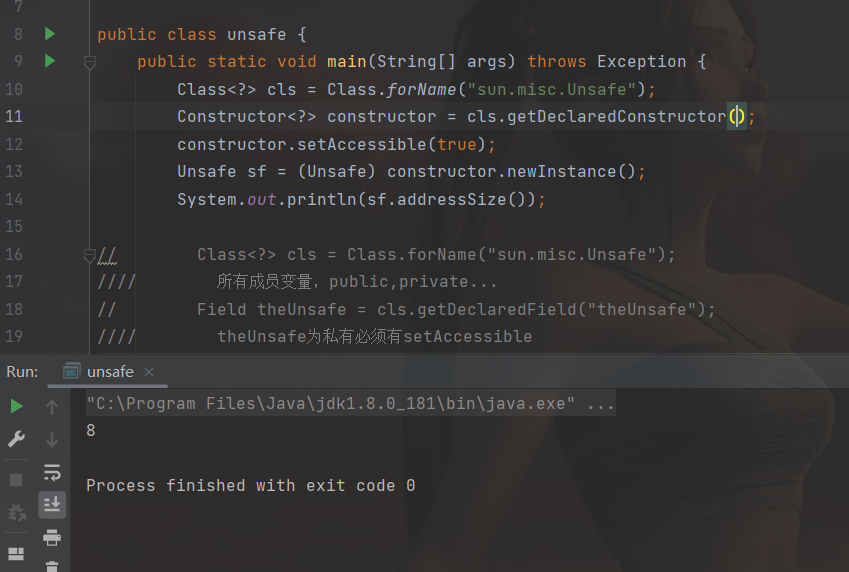 7
8 public class unsafe {
9 public static void main(String[] args) throws Exception {
10 Class<?> cls = Class.forName("sun.misc.Unsafe");
11 Constructor<?> constructor = cls.getDeclaredConstructor();
12 constructor.setAccessible(true);
13 Unsafe sf = (Unsafe) constructor.newInstance();
14 System.out.println(sf.addressSize());
15
16 // Class<?> cls = Class.forName("sun.misc.Unsafe");
17 //// 所有成员变量，public,private...
18 // Field theUnsafe = cls.getDeclaredField("theUnsafe");
19 //// theUnsafe为私有必须有setAccessible
Run: unsafe
"C:\Program Files\Java\jdk1.8.0_181\bin\java.exe" ...
8
Process finished with exit code 0